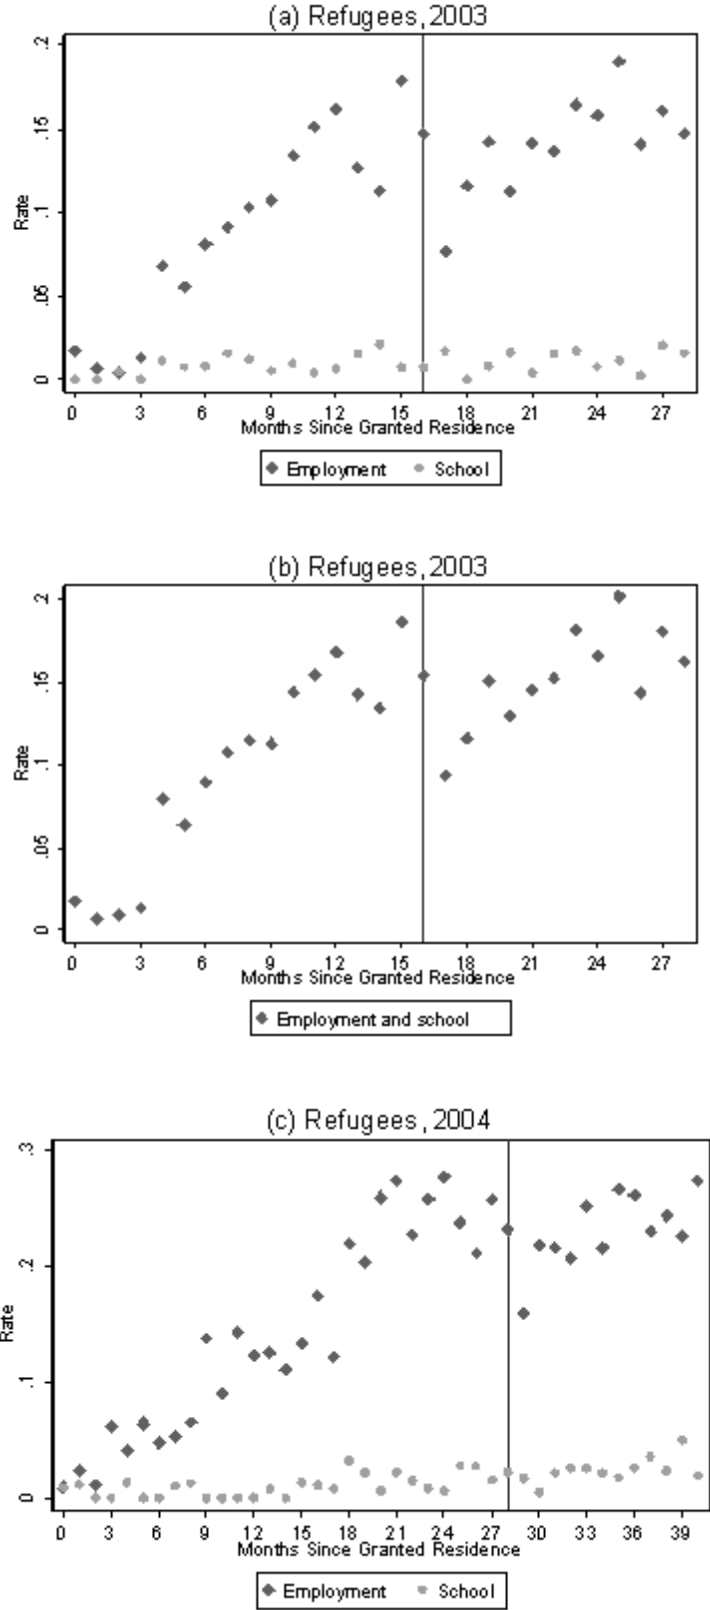 (a) Refugees, 2003
.2
.15
.1
.05
0
Rate
0 3 6 9 12 15 18 21 24 27
Months Since Granted Residence
Employment School
(b) Refugees, 2003
.2
.15
.1
.05
0
Rate
0 3 6 9 12 15 18 21 24 27
Months Since Granted Residence
Employment and school
(c) Refugees, 2004
.3
.2
.1
0
Rate
0 3 6 9 12 15 18 21 24 27 30 33 36 39
Months Since Granted Residence
Employment School